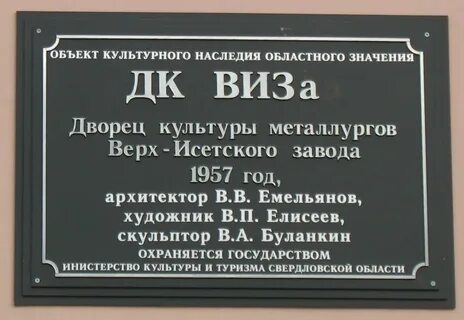 ОБЪЕКТ КУЛЬТУРНОГО НАСЛЕДИЯ ОБЛАСТНОГО ЗНАЧЕНИЯ
ДК ВИЗа
Дворец культуры металлургов
Верх-Исетского завода
1957 год,
архитектор В.В. Емельянов,
художник В.П. Елисеев,
скульптор В.А. Буланкин
ОХРАНЯЕТСЯ ГОСУДАРСТВОМ
ИНИСТЕРСТВО КУЛЬТУРЫ И ТУРИЗМА СВЕРДЛОВСКОЙ ОБЛАСТИ